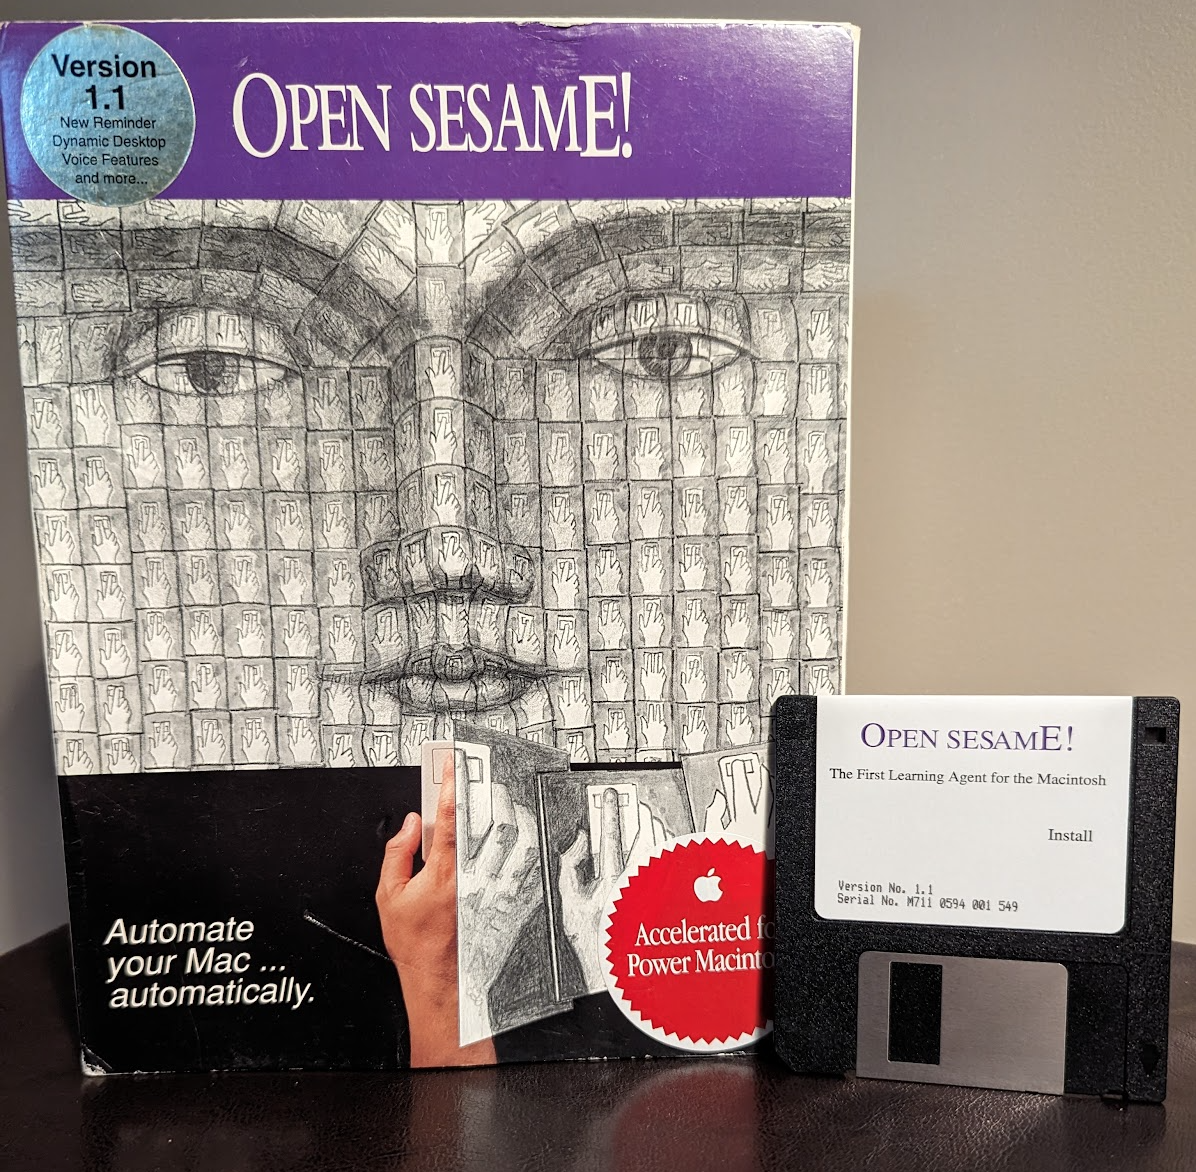 Version
1.1
New Reminder
Dynamic Desktop
Voice Features
and more...
OPEN SESAME!
Automate
your Mac ...
automatically.
Accelerated fo
Power Macinto
OPEN SESAME!
The First Learning Agent for the Macintosh
Install
Version No. 1.1
Serial No. M711 0594 001 549